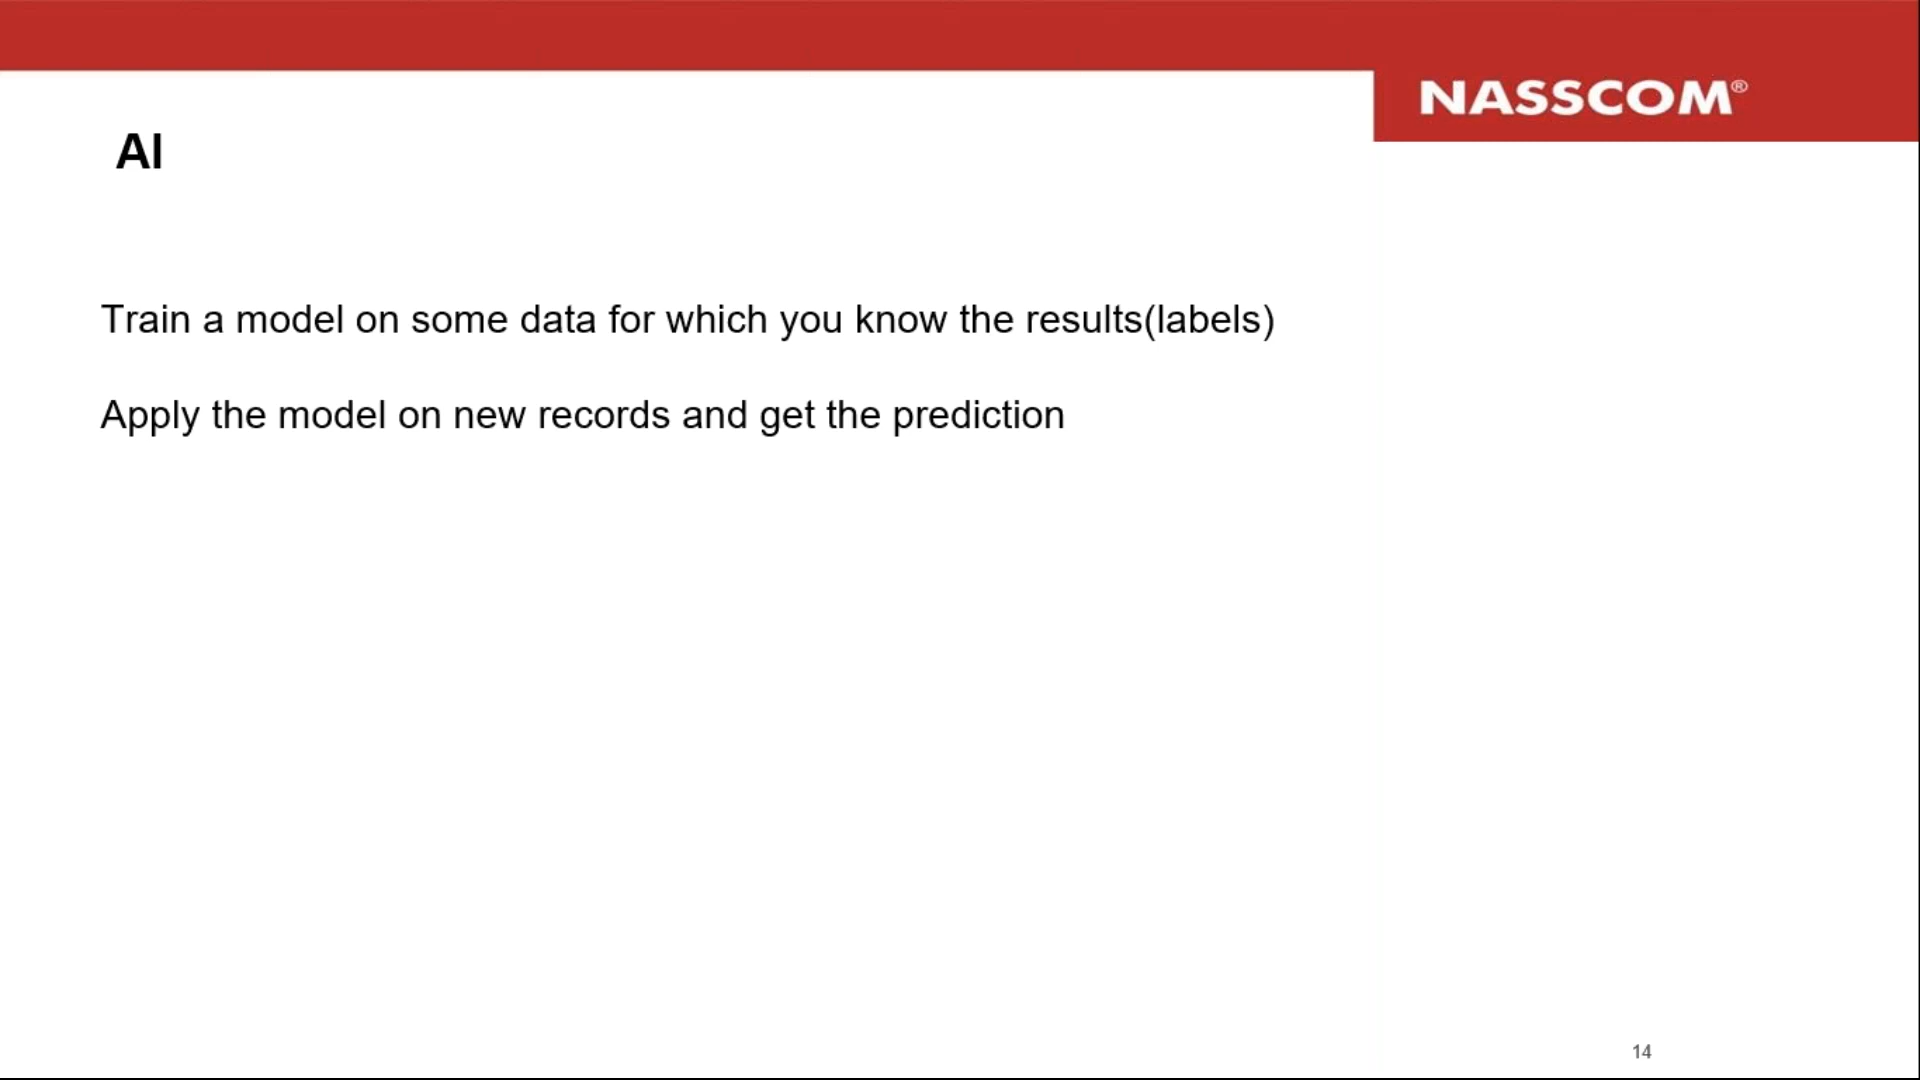 NASSCOM®
AI
Train a model on some data for which you know the results(labels)
Apply the model on new records and get the prediction
14